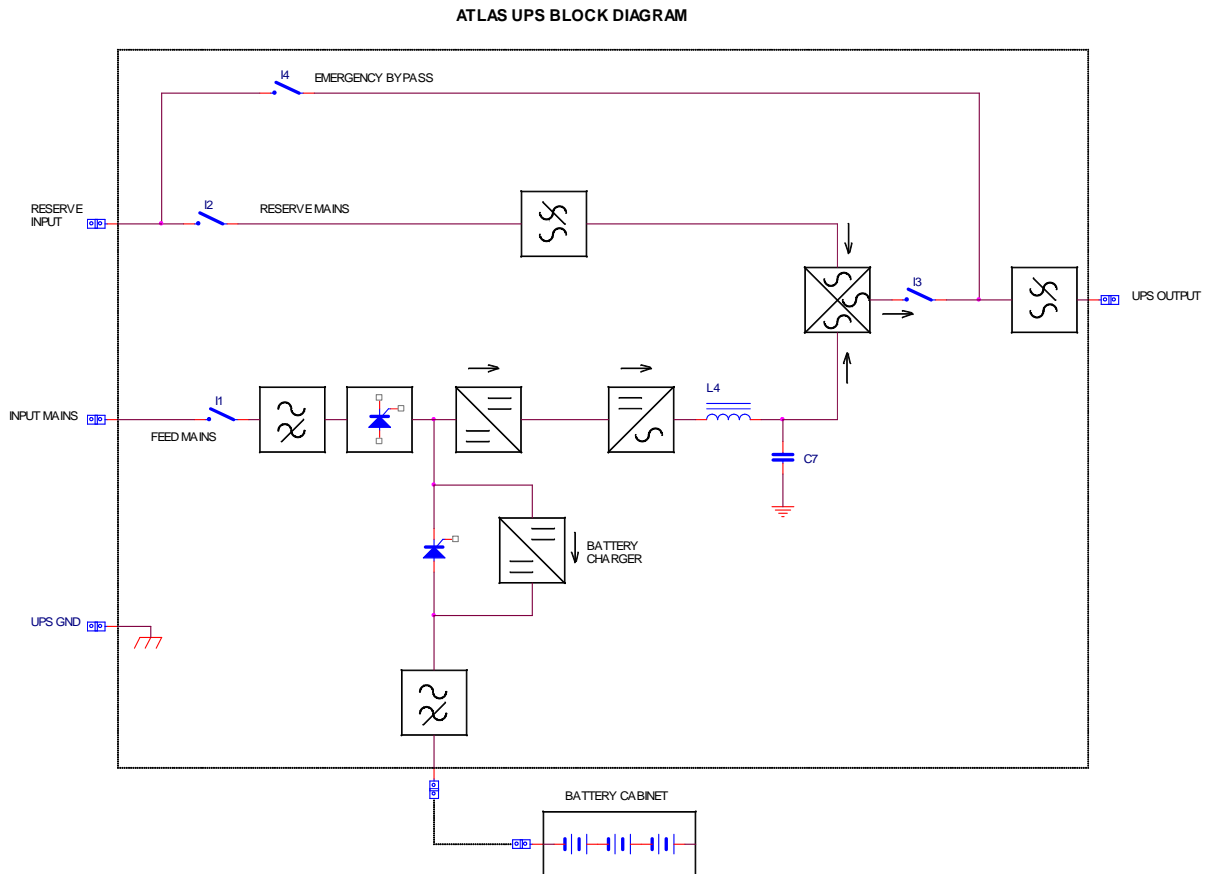 ATLAS UPS BLOCK DIAGRAM
I4
EMERGENCY BYPASS
RESERVE
INPUT
I2
RESERVE MAINS
I3
UPS OUTPUT
INPUT MAINS
I1
FEED MAINS
L4
C7
BATTERY
CHARGER
UPS GND
BATTERY CABINET